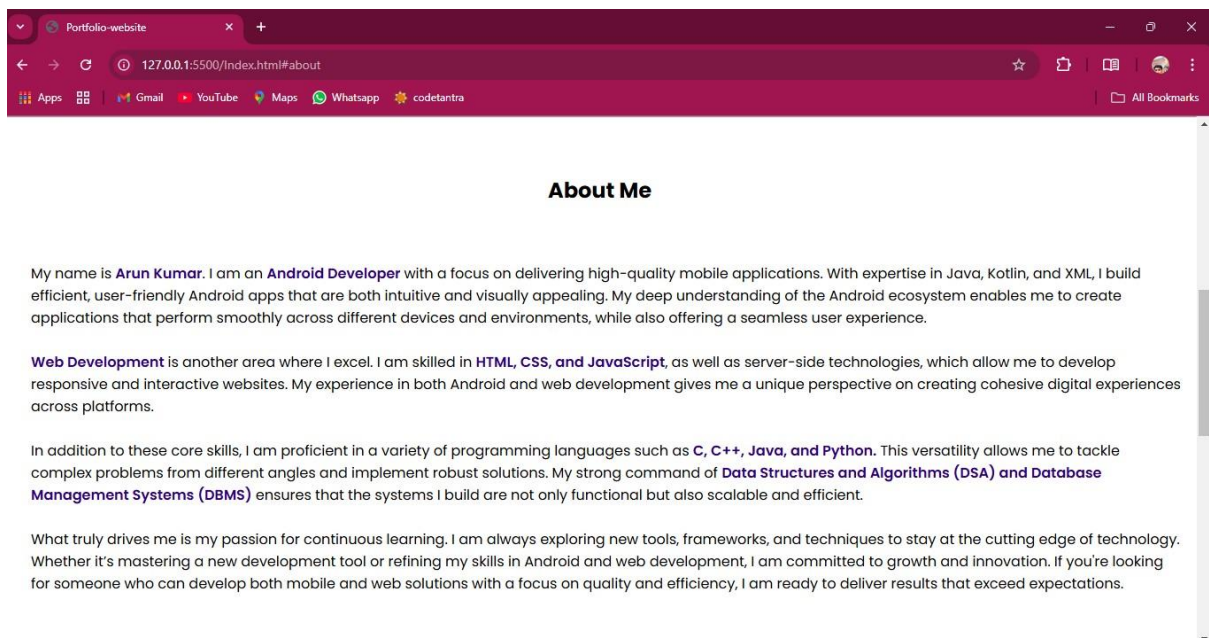 Portfolio-website
127.0.0.1:5500/Index.html#about
Apps Gmail YouTube Maps Whatsapp codetantra All Bookmarks
About Me
My name is Arun Kumar. I am an Android Developer with a focus on delivering high-quality mobile applications. With expertise in Java, Kotlin, and XML, I build
efficient, user-friendly Android apps that are both intuitive and visually appealing. My deep understanding of the Android ecosystem enables me to create
applications that perform smoothly across different devices and environments, while also offering a seamless user experience.
Web Development is another area where I excel. I am skilled in HTML, CSS, and JavaScript, as well as server-side technologies, which allow me to develop
responsive and interactive websites. My experience in both Android and web development gives me a unique perspective on creating cohesive digital experiences
across platforms.
In addition to these core skills, I am proficient in a variety of programming languages such as C, C++, Java, and Python. This versatility allows me to tackle
complex problems from different angles and implement robust solutions. My strong command of Data Structures and Algorithms (DSA) and Database
Management Systems (DBMS) ensures that the systems I build are not only functional but also scalable and efficient.
What truly drives me is my passion for continuous learning. I am always exploring new tools, frameworks, and techniques to stay at the cutting edge of technology.
Whether it’s mastering a new development tool or refining my skills in Android and web development, I am committed to growth and innovation. If you're looking
for someone who can develop both mobile and web solutions with a focus on quality and efficiency, I am ready to deliver results that exceed expectations.